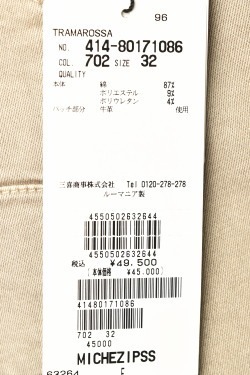 96
TRAMAROSSA
NO. 414-80171086
COL. 702 SIZE 32
QUALITY
本体 綿 87%
ポリエステル 9%
ポリウレタン 4%
パッチ部分 牛革 使用
三喜商事株式会社 Tel 0120-278-278
ルーマニア製
4550502632644
4550502632644
税込 ¥49,500
(本体価格 ¥45,000)
41480171086
702 32
45000
MICHEZIPSS
63264 F